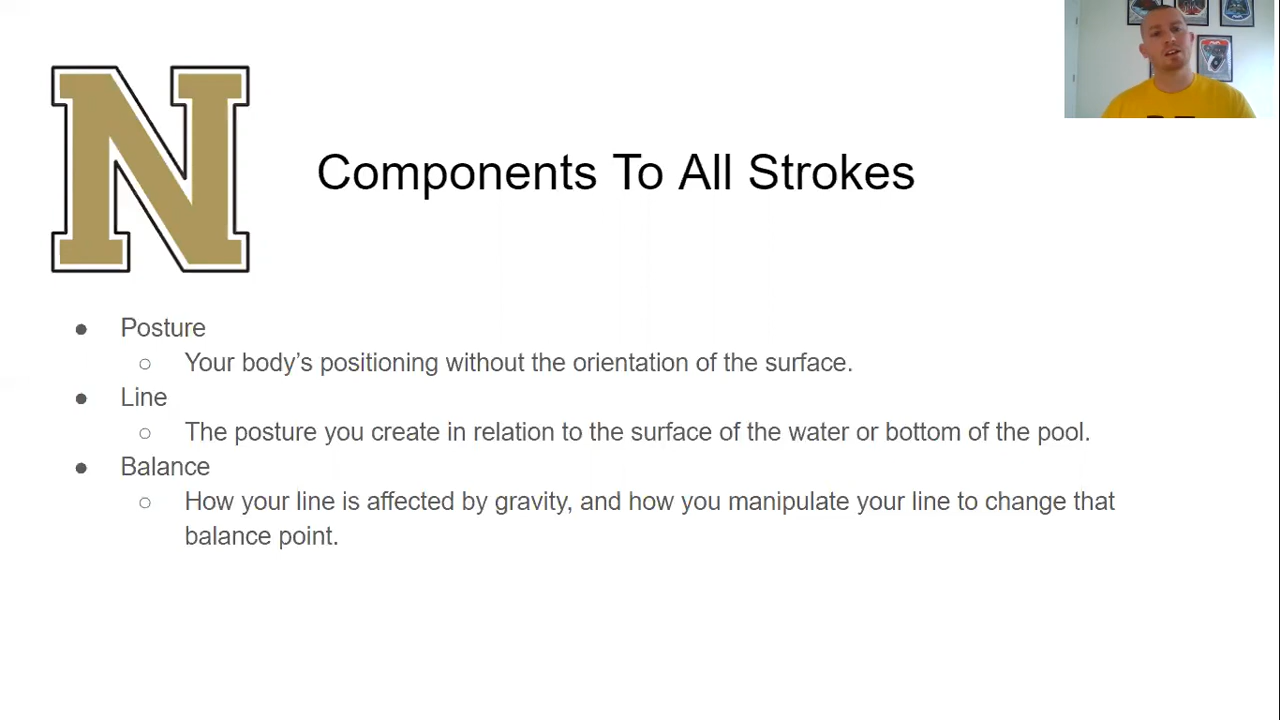 N
Components To All Strokes
● Posture
○ Your body’s positioning without the orientation of the surface.
● Line
○ The posture you create in relation to the surface of the water or bottom of the pool.
● Balance
○ How your line is affected by gravity, and how you manipulate your line to change that
balance point.